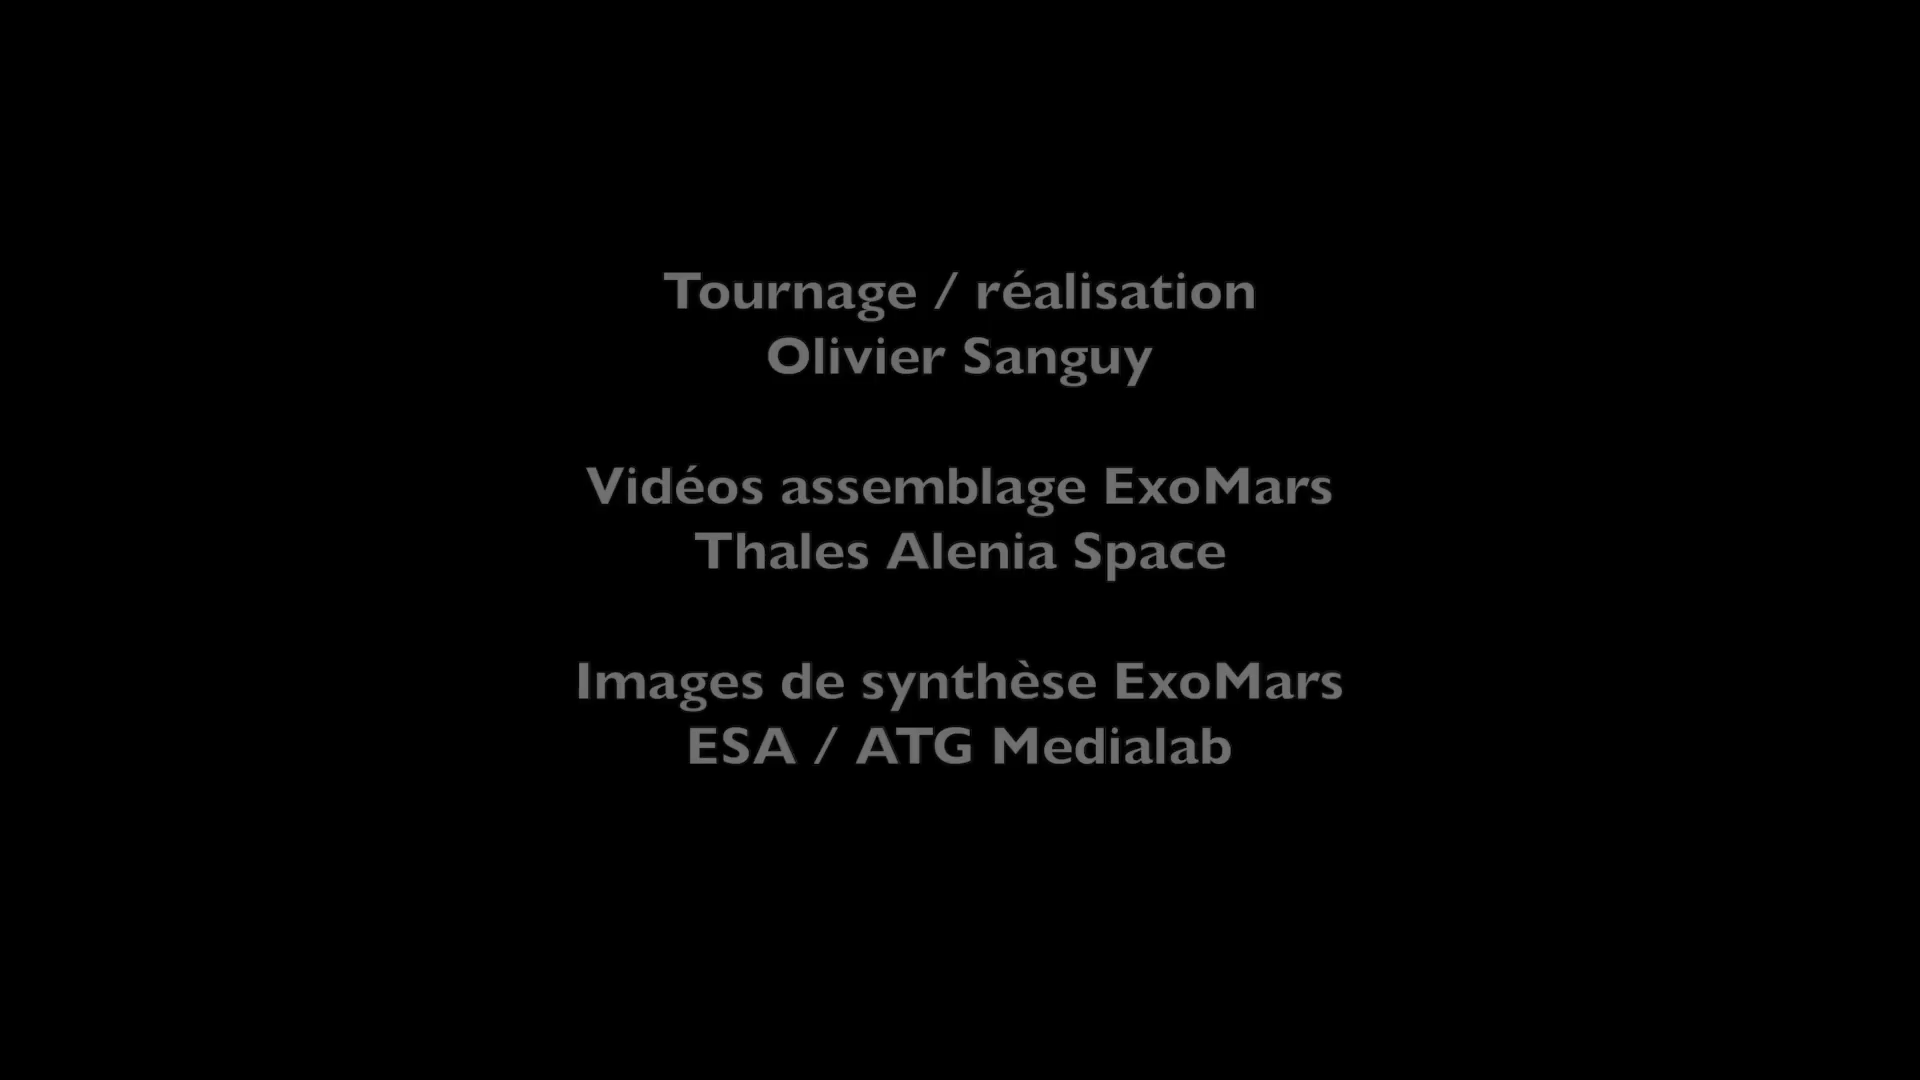 Tournage / réalisation
Olivier Sanguy
Vidéos assemblage ExoMars
Thales Alenia Space
Images de synthèse ExoMars
ESA / ATG Medialab